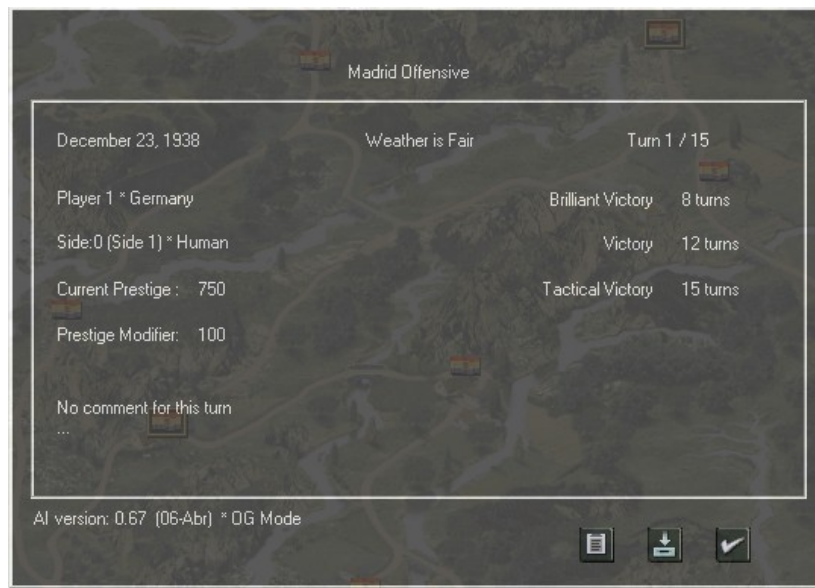 Madrid Offensive
December 23, 1938 Weather is Fair Turn 1 / 15
Player 1 * Germany Brilliant Victory 8 turns
Side:0 (Side 1) * Human Victory 12 turns
Current Prestige : 750 Tactical Victory 15 turns
Prestige Modifier: 100
No comment for this turn
...
AI version: 0.67 (06-Abr) * OG Mode